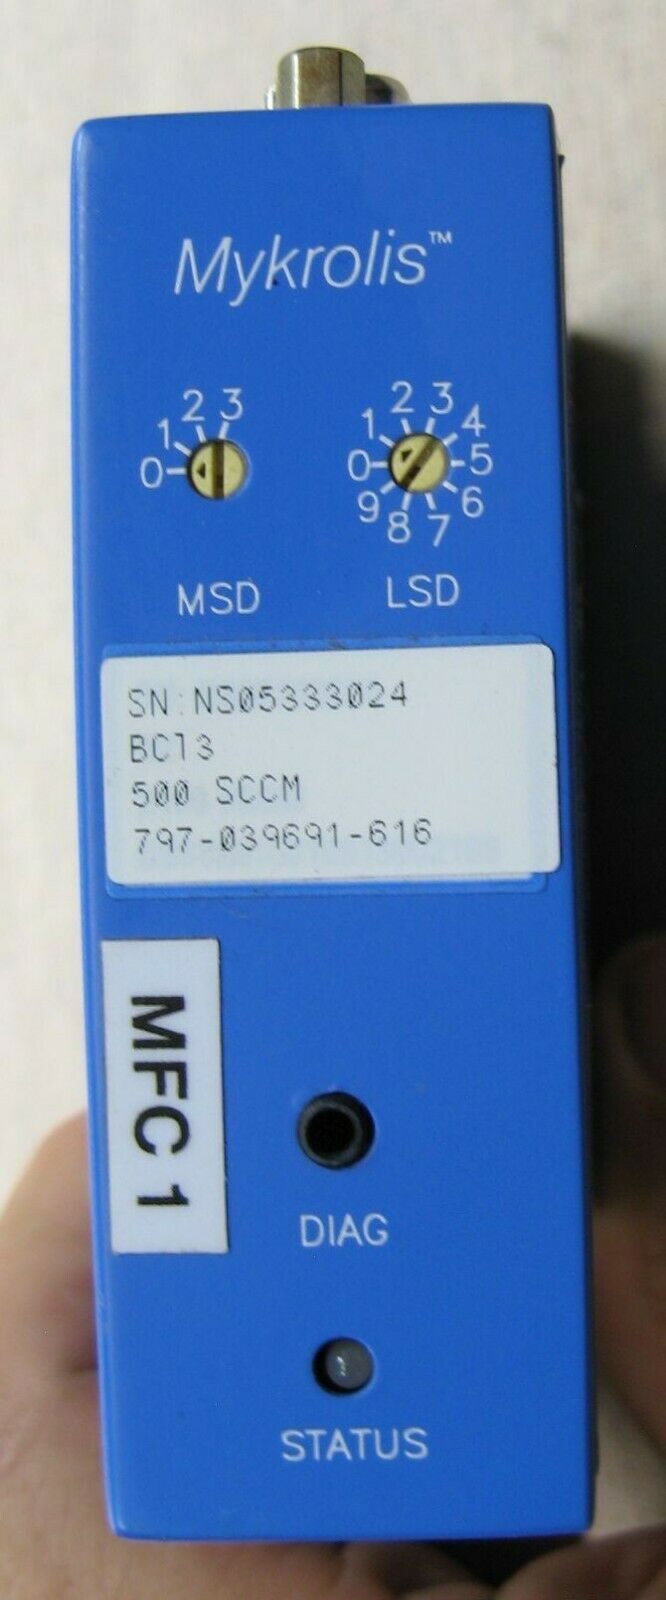 Mykrolis™
0 1 2 3
0 1 2 3 4 5 6 7 8 9
MSD LSD
SN:NS05333024
BCl3
500 SCCM
797-039691-616
MFC 1
DIAG
STATUS